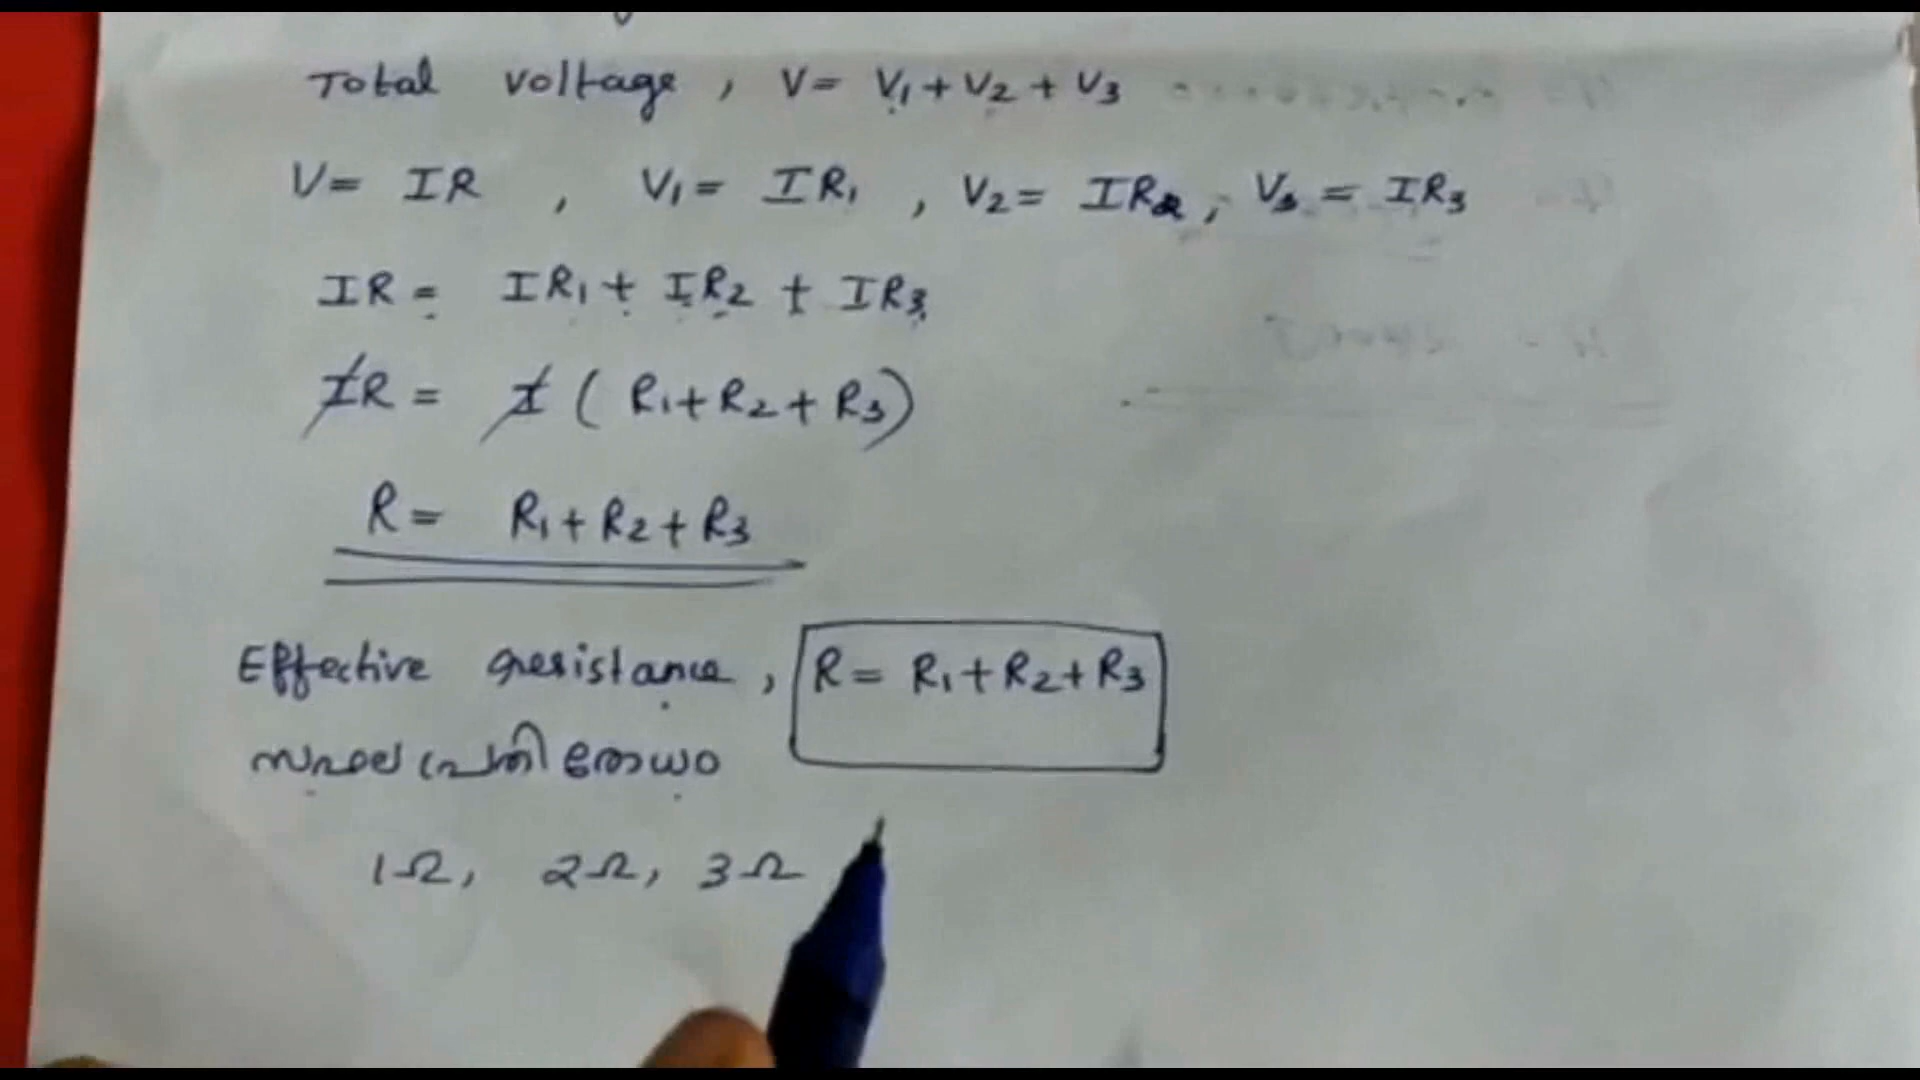 Total voltage, V= V₁+V₂+V₃
V= IR , V₁= IR₁ , V₂= IR₂, V₃ = IR₃
IR = IR₁+ IR₂ + IR₃
IR = I (R₁+R₂+R₃)
R= R₁+R₂+R₃
Effective resistance, R= R₁+R₂+R₃
സഫല പ്രതിരോധം
1Ω, 2Ω, 3Ω